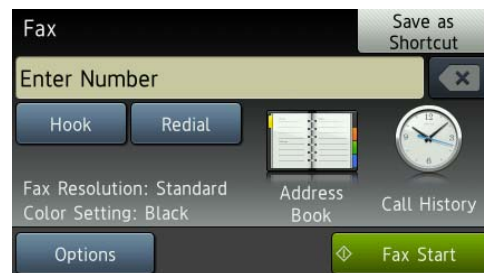 Fax
Save as
Shortcut
Enter Number
Hook
Redial
Fax Resolution: Standard
Color Setting: Black
Address
Book
Call History
Options
Fax Start